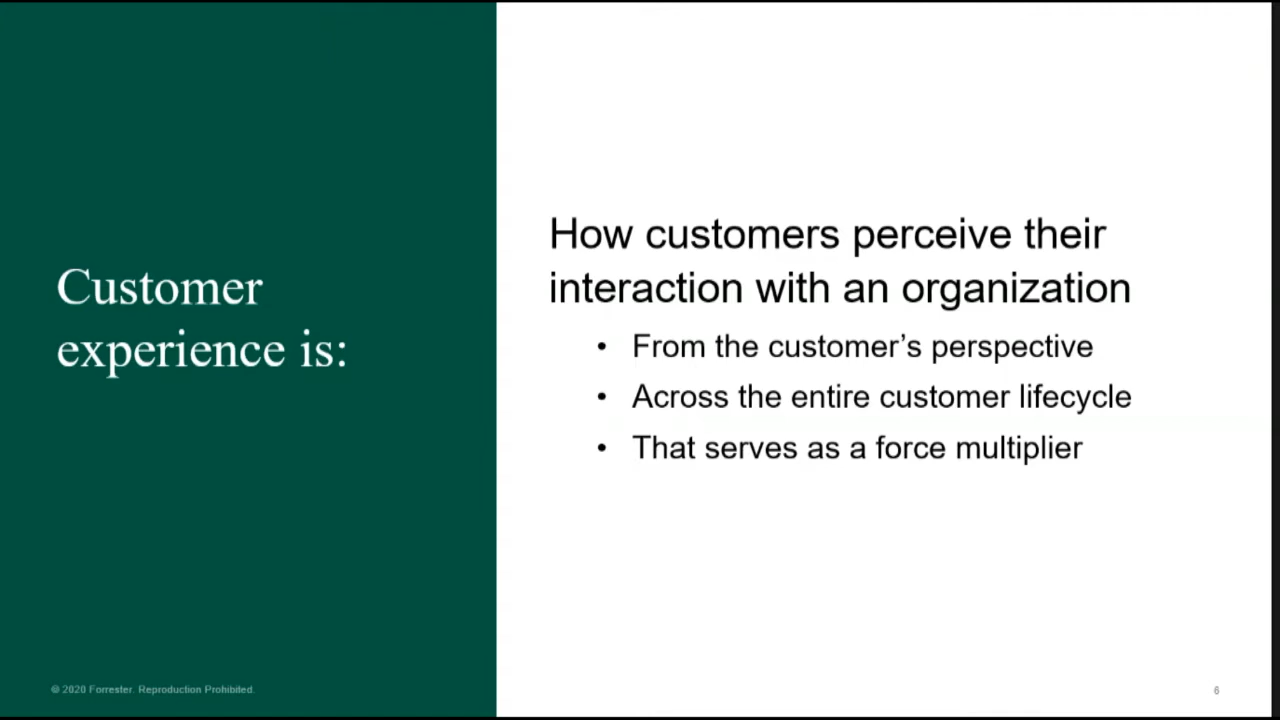 Customer
experience is:
How customers perceive their
interaction with an organization
• From the customer’s perspective
• Across the entire customer lifecycle
• That serves as a force multiplier
© 2020 Forrester. Reproduction Prohibited.
6